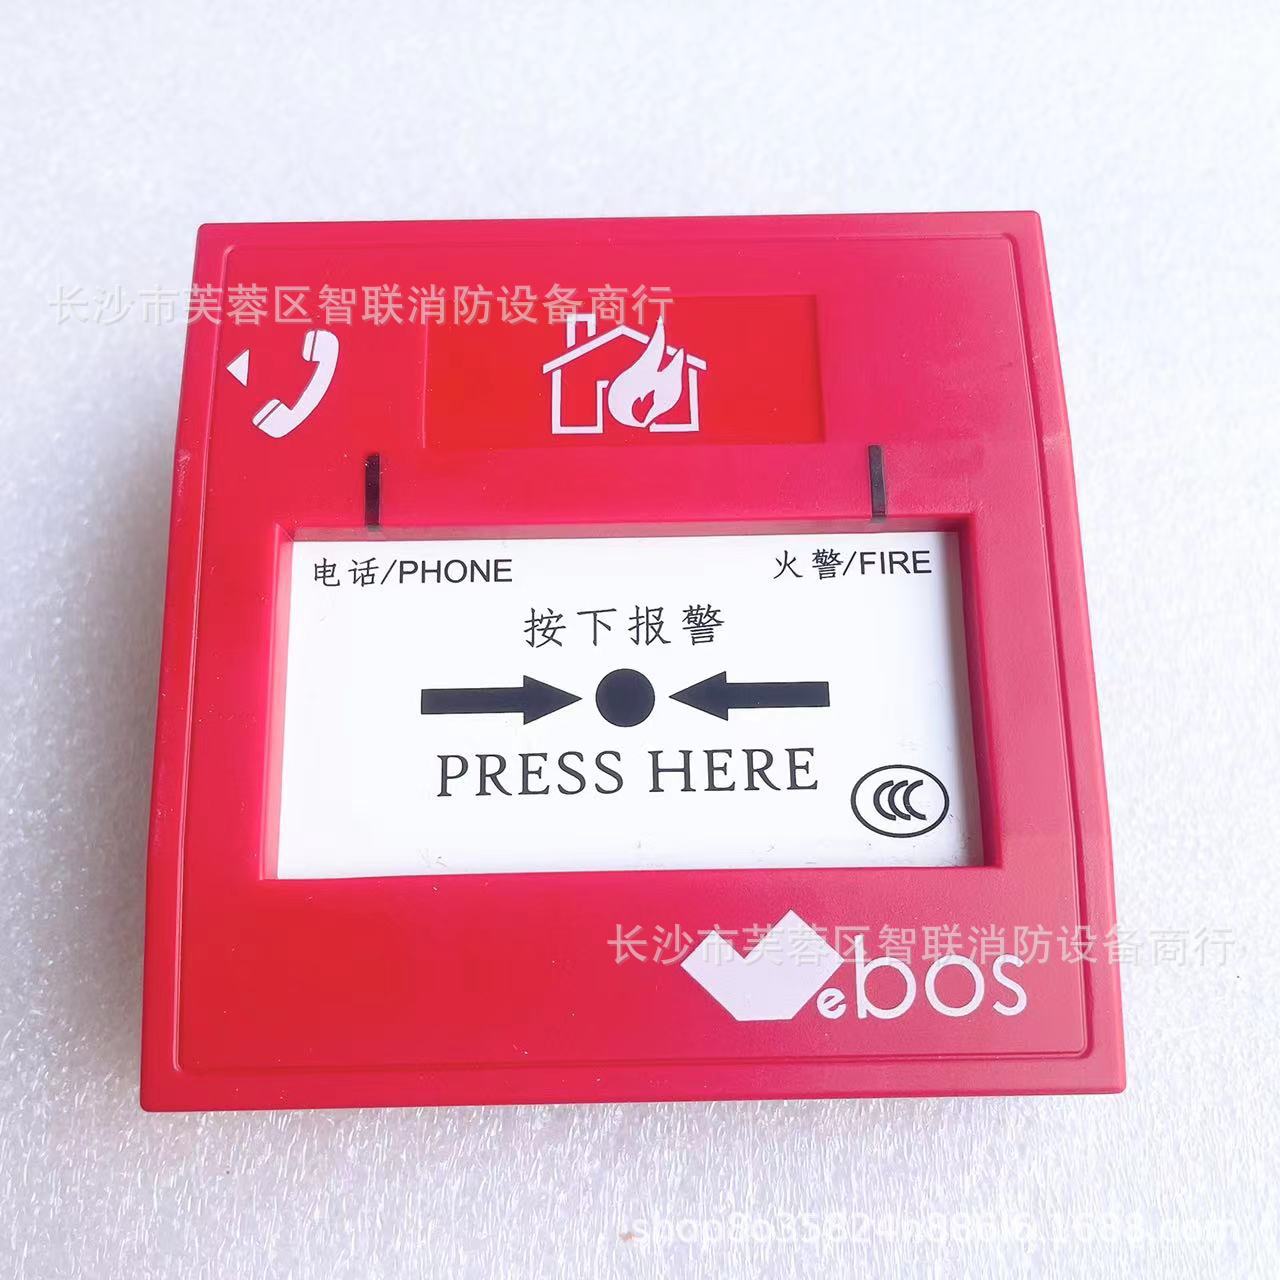 长沙市芙蓉区智联消防设备商行
电话/PHONE
火警/FIRE
按下报警
PRESS HERE
CCC
长沙市芙蓉区智联消防设备商行
Vebos